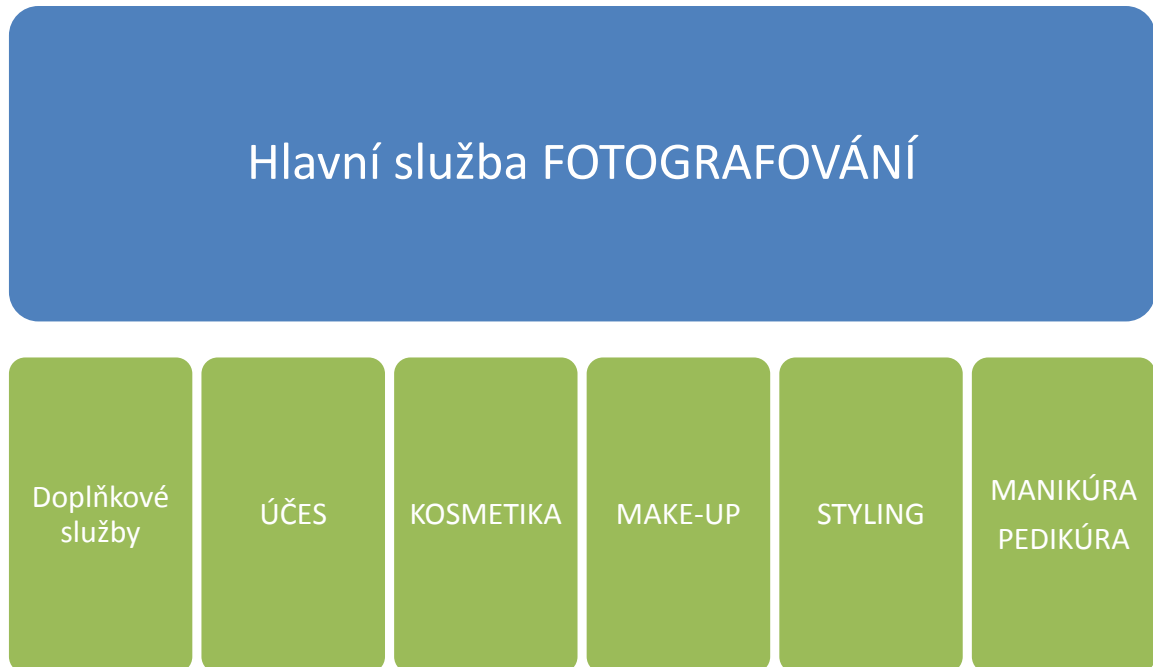 Hlavní služba FOTOGRAFOVÁNÍ
Doplňkové
služby
ÚČES
KOSMETIKA
MAKE-UP
STYLING
MANIKÚRA
PEDIKÚRA